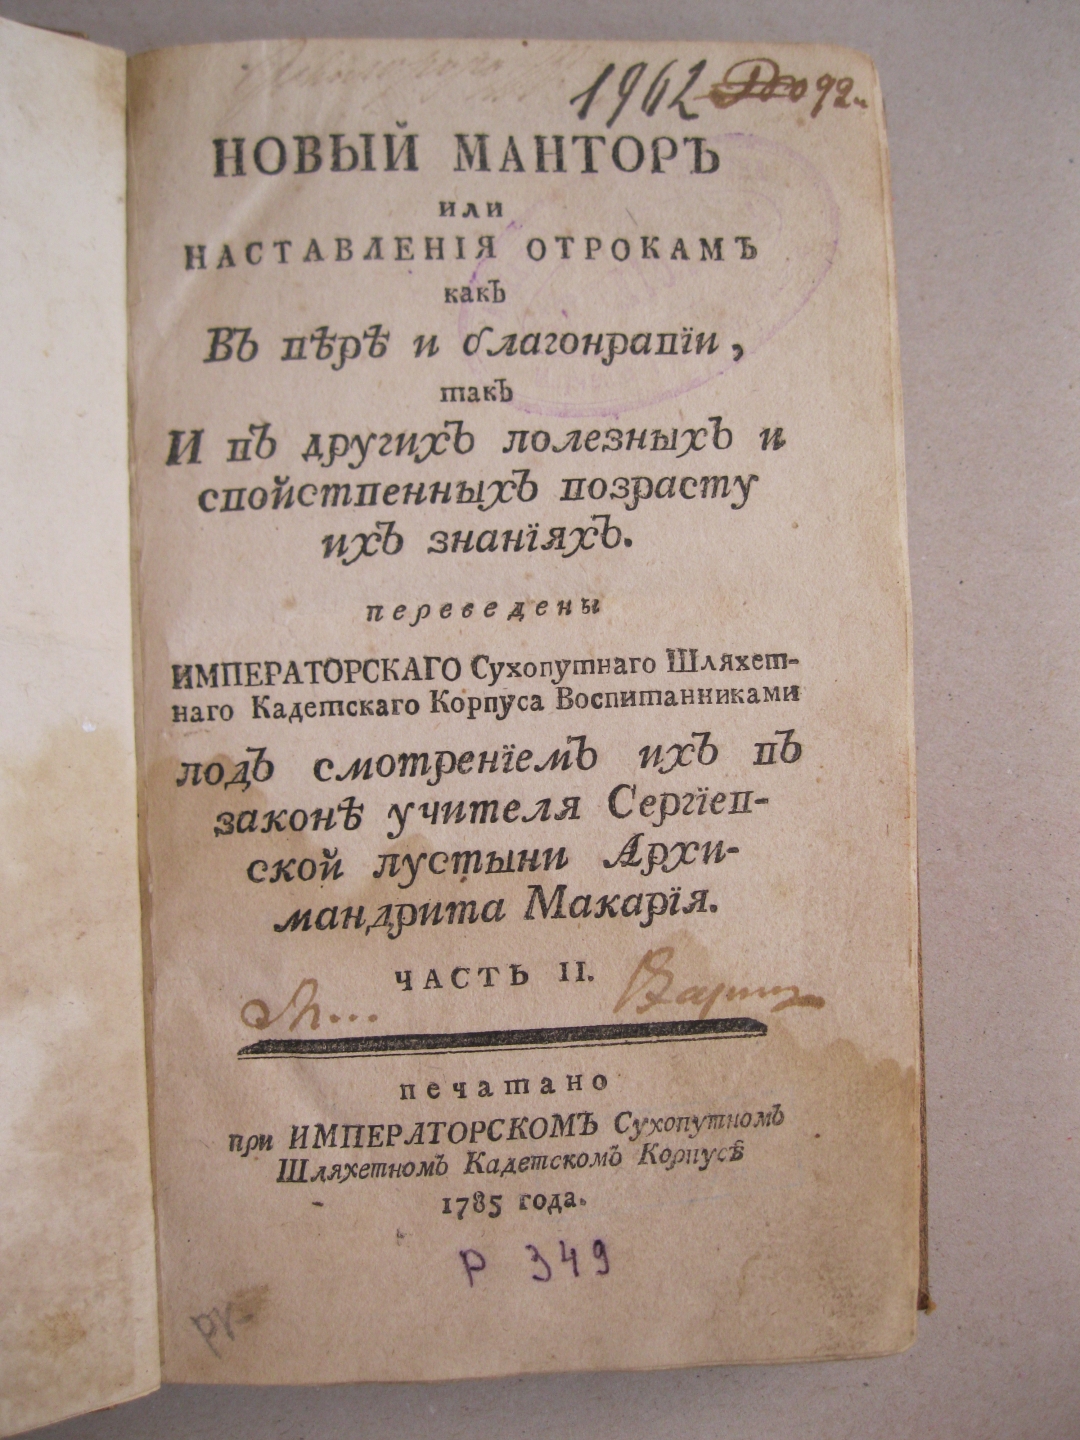 1962
НОВЫЙ МАНТОРЪ
или
НАСТАВЛЕНІЯ ОТРОКАМЪ
какъ
Въ вѣрѣ и благонравїи,
такъ
И въ другихъ полезныхъ и
свойственныхъ возрасту
ихъ знанїяхъ.
переведены
ИМПЕРАТОРСКАГО Сухопутнаго Шляхет-
наго Кадетскаго Корпуса Воспитанниками
подъ смотренїемъ ихъ въ
законѣ учителя Сергїев-
ской пустыни Архи-
мандрита Макарїя.
ЧАСТЬ II.
печатано
при ИМПЕРАТОРСКОМЪ Сухопутномъ
Шляхетномъ Кадетскомъ Корпусѣ
1785 года.
Р 349